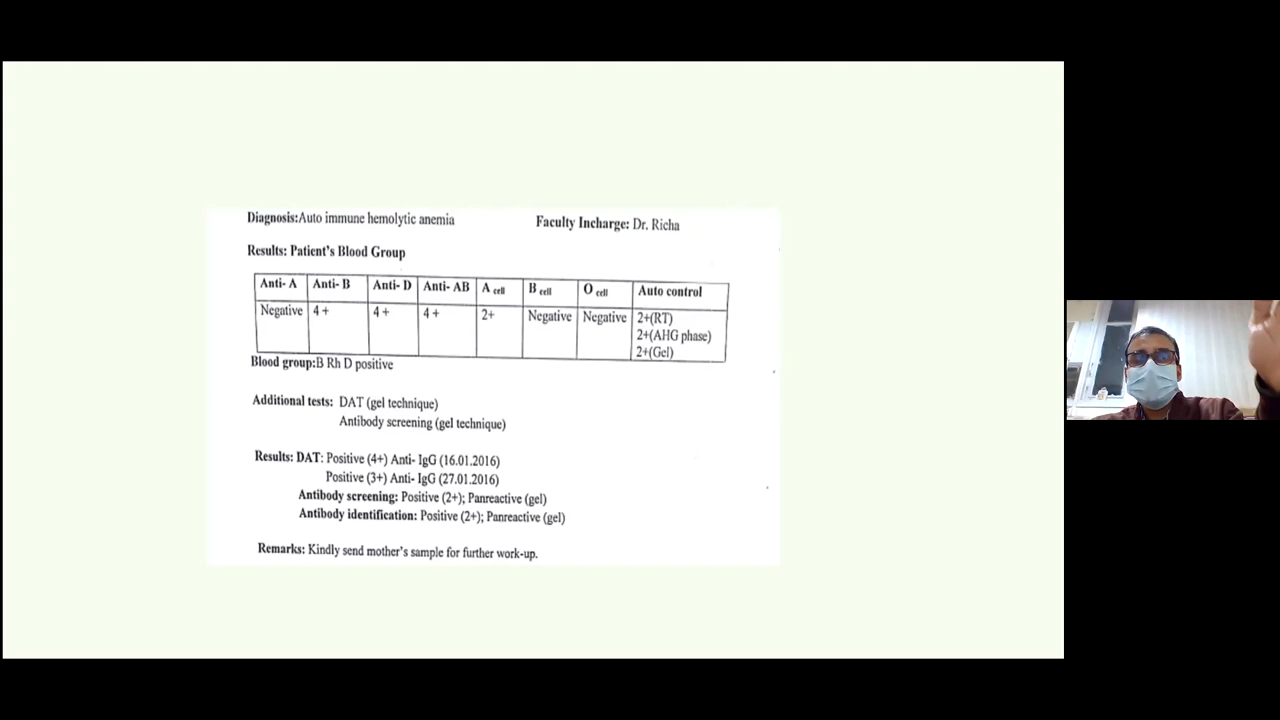 Diagnosis:Auto immune hemolytic anemia Faculty Incharge: Dr. Richa
Results: Patient's Blood Group
Anti- A Anti- B Anti- D Anti- AB A cell B cell O cell Auto control
Negative 4 + 4 + 4 + 2+ Negative Negative 2+(RT)
2+(AHG phase)
2+(Gel)
Blood group:B Rh D positive
Additional tests: DAT (gel technique)
Antibody screening (gel technique)
Results: DAT: Positive (4+) Anti- IgG (16.01.2016)
Positive (3+) Anti- IgG (27.01.2016)
Antibody screening: Positive (2+); Panreactive (gel)
Antibody identification: Positive (2+); Panreactive (gel)
Remarks: Kindly send mother's sample for further work-up.